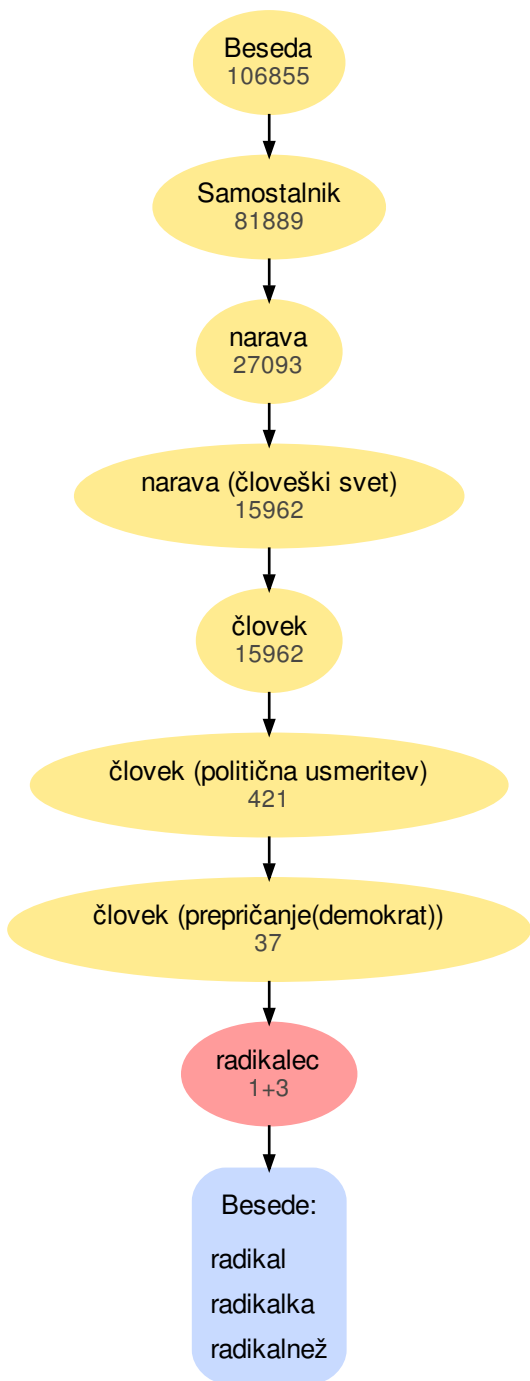 Beseda
106855
Samostalnik
81889
narava
27093
narava (človeški svet)
15962
človek
15962
človek (politična usmeritev)
421
človek (prepričanje(demokrat))
37
radikalec
1+3
Besede:
radikal
radikalka
radikalnež